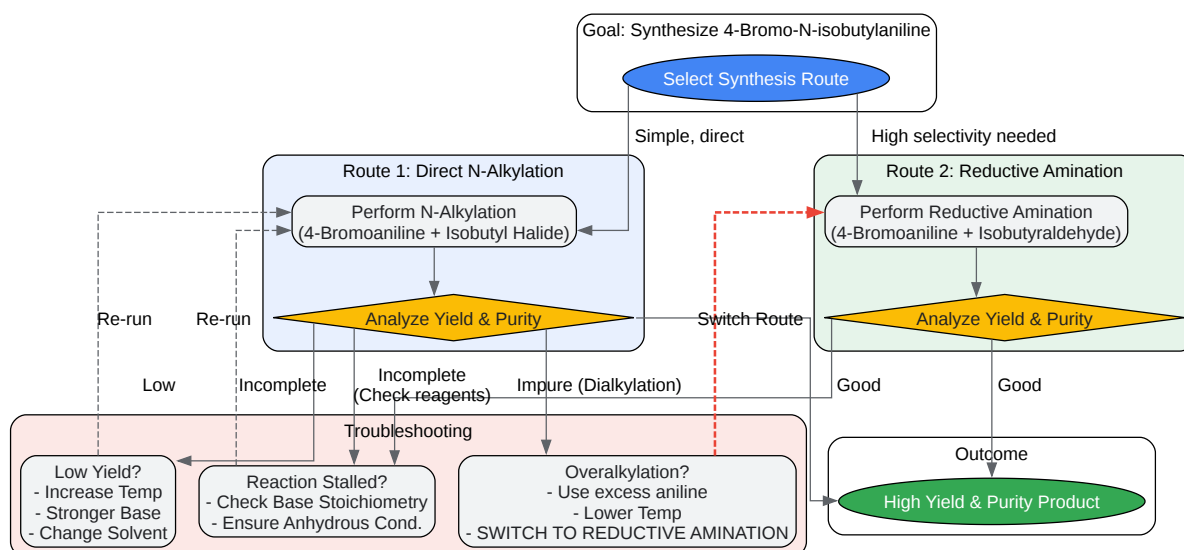 Goal: Synthesize 4-Bromo-N-isobutylaniline
Select Synthesis Route
Simple, direct
High selectivity needed
Route 1: Direct N-Alkylation
Route 2: Reductive Amination
Perform N-Alkylation
(4-Bromoaniline + Isobutyl Halide)
Perform Reductive Amination
(4-Bromoaniline + Isobutyraldehyde)
Re-run
Re-run
Analyze Yield & Purity
Switch Route
Analyze Yield & Purity
Low
Incomplete
Incomplete
(Check reagents)
Impure (Dialkylation)
Good
Good
Troubleshooting
Low Yield?
- Increase Temp
- Stronger Base
- Change Solvent
Reaction Stalled?
- Check Base Stoichiometry
- Ensure Anhydrous Cond.
Overalkylation?
- Use excess aniline
- Lower Temp
- SWITCH TO REDUCTIVE AMINATION
Outcome
High Yield & Purity Product